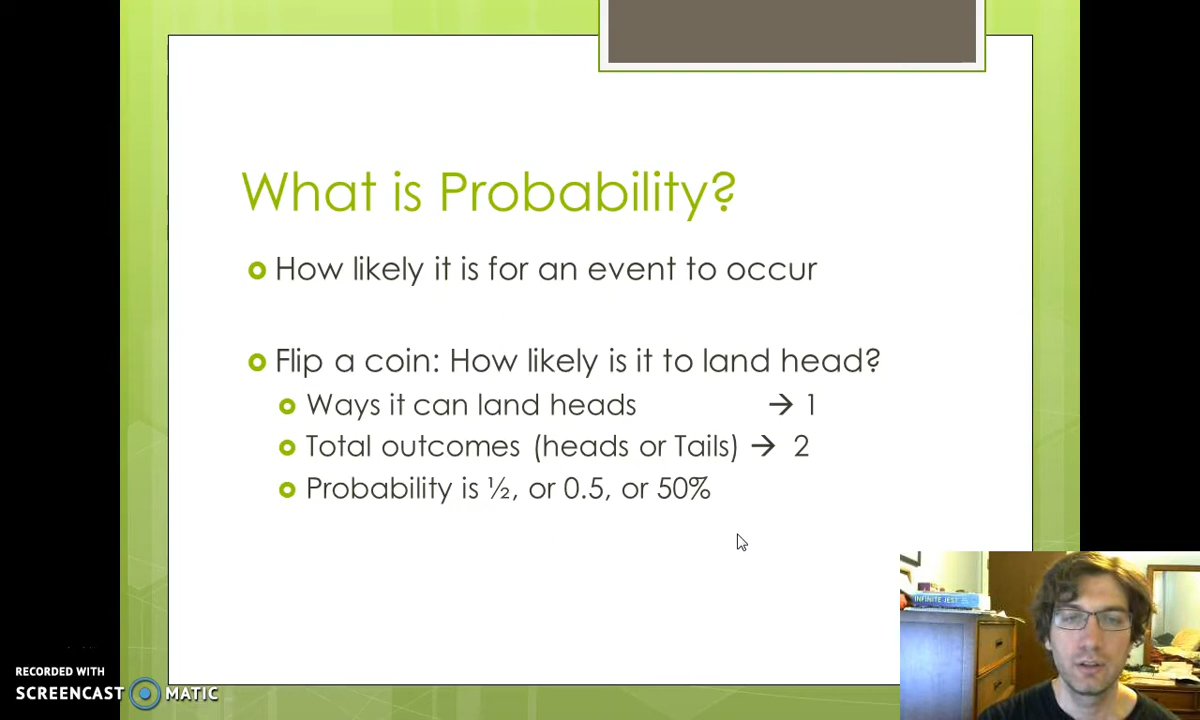 What is Probability?
How likely it is for an event to occur
Flip a coin: How likely is it to land head?
Ways it can land heads → 1
Total outcomes (heads or Tails) → 2
Probability is ½, or 0.5, or 50%
INFINITE JEST
RECORDED WITH
SCREENCAST MATIC